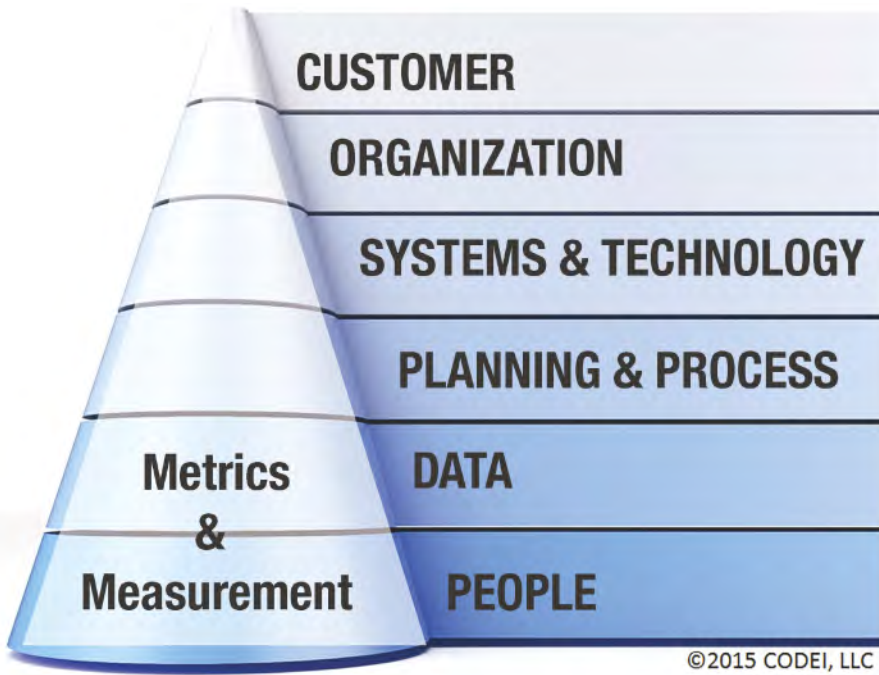 CUSTOMER
ORGANIZATION
SYSTEMS & TECHNOLOGY
PLANNING & PROCESS
DATA
PEOPLE
Metrics
&
Measurement
©2015 CODEI, LLC